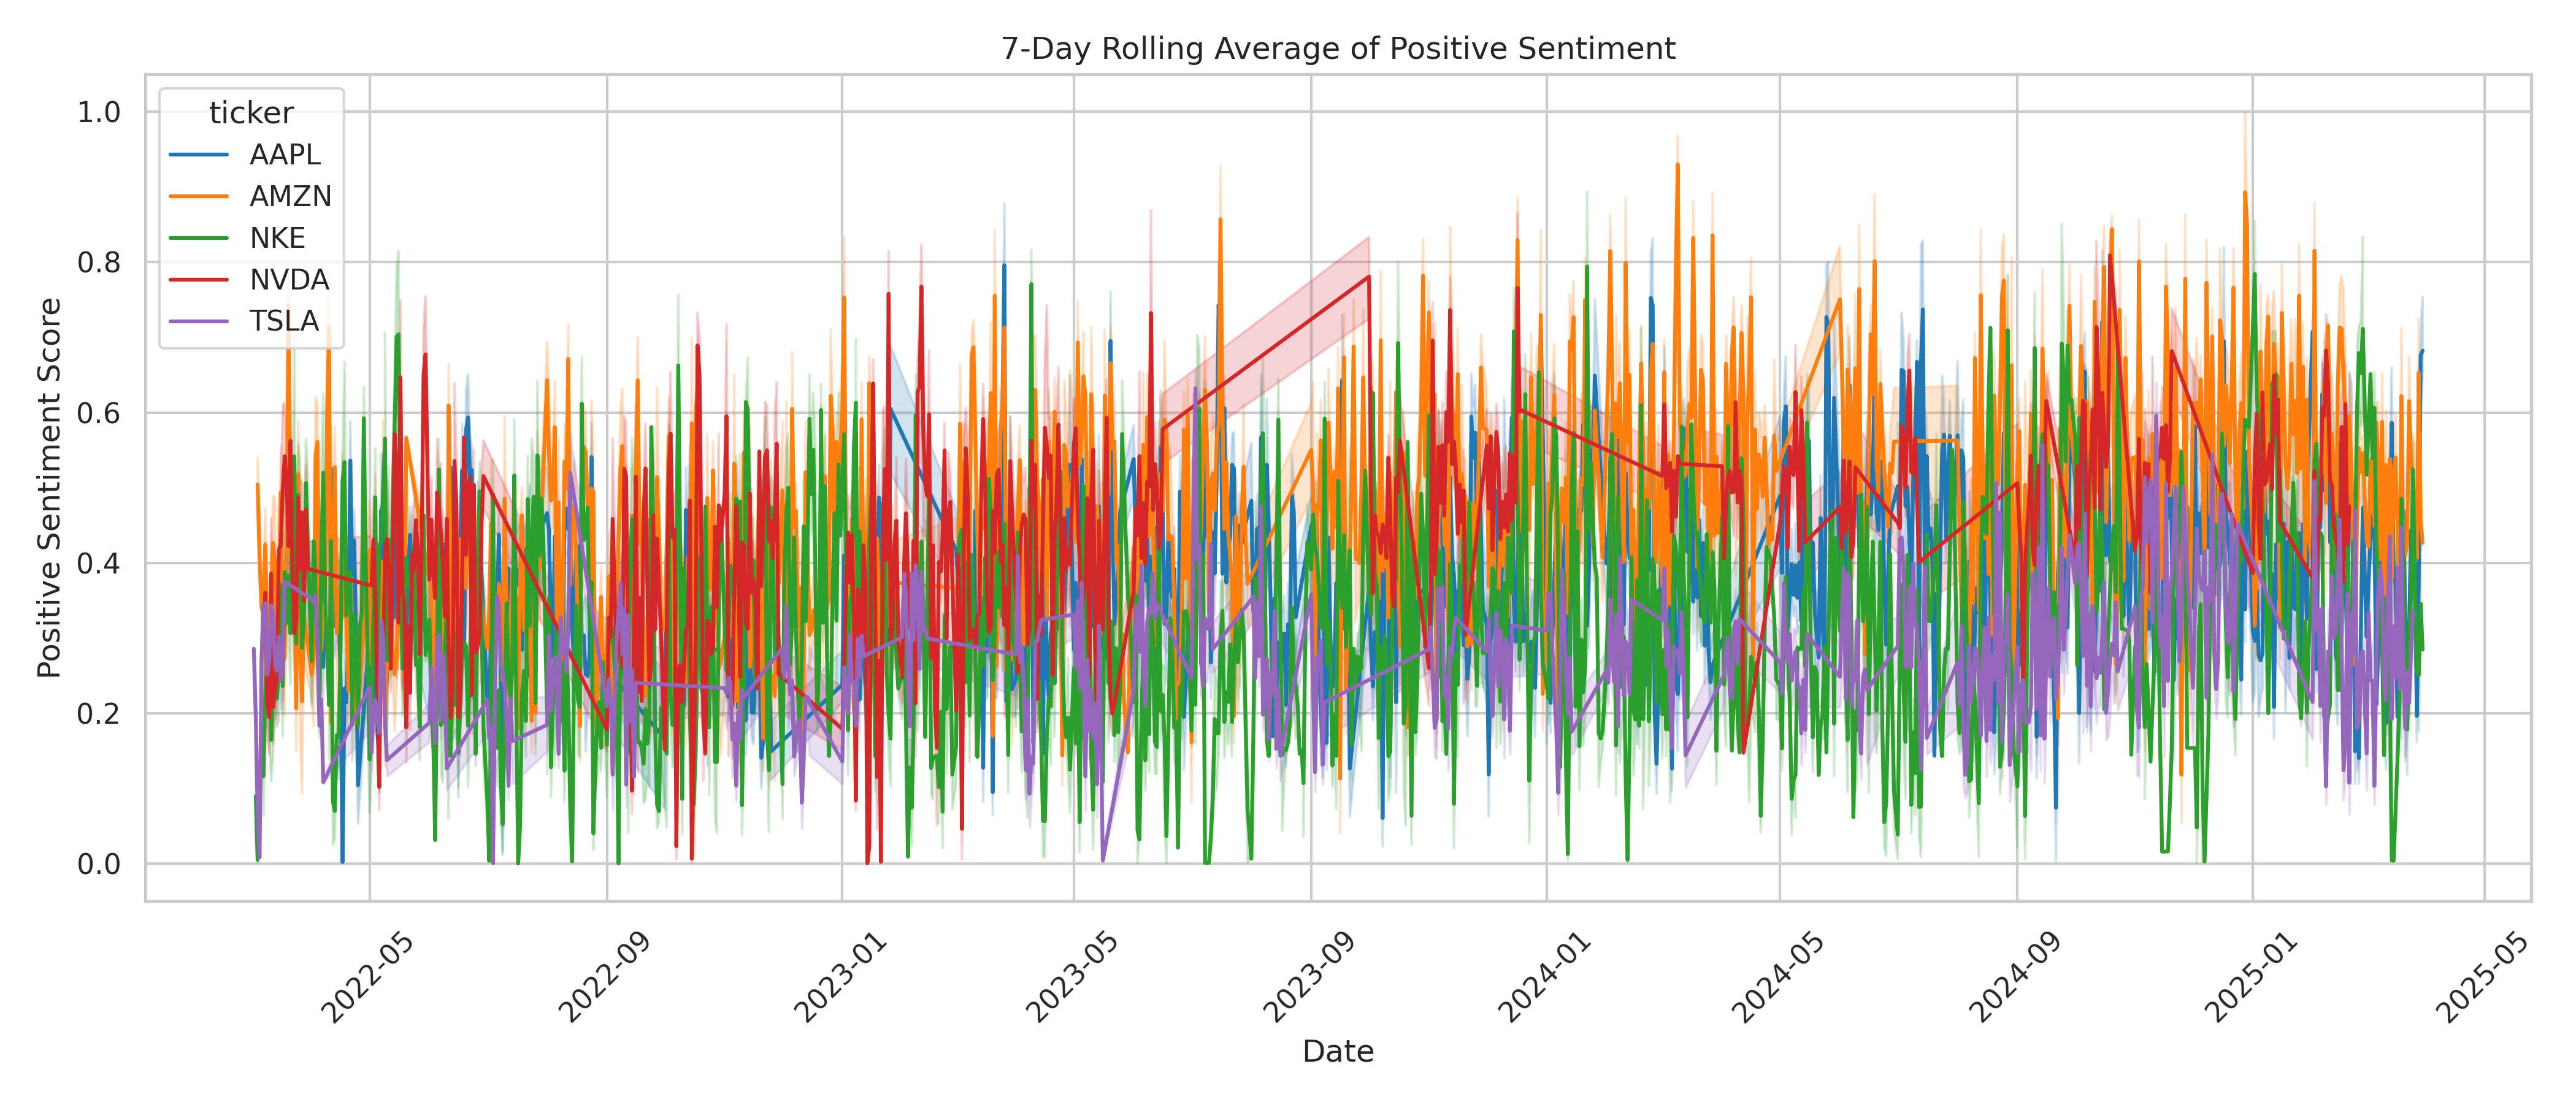 7-Day Rolling Average of Positive Sentiment
ticker
AAPL
AMZN
NKE
NVDA
TSLA
Positive Sentiment Score
1.0
0.8
0.6
0.4
0.2
0.0
2022-05
2022-09
2023-01
2023-05
2023-09
2024-01
2024-05
2024-09
2025-01
2025-05
Date